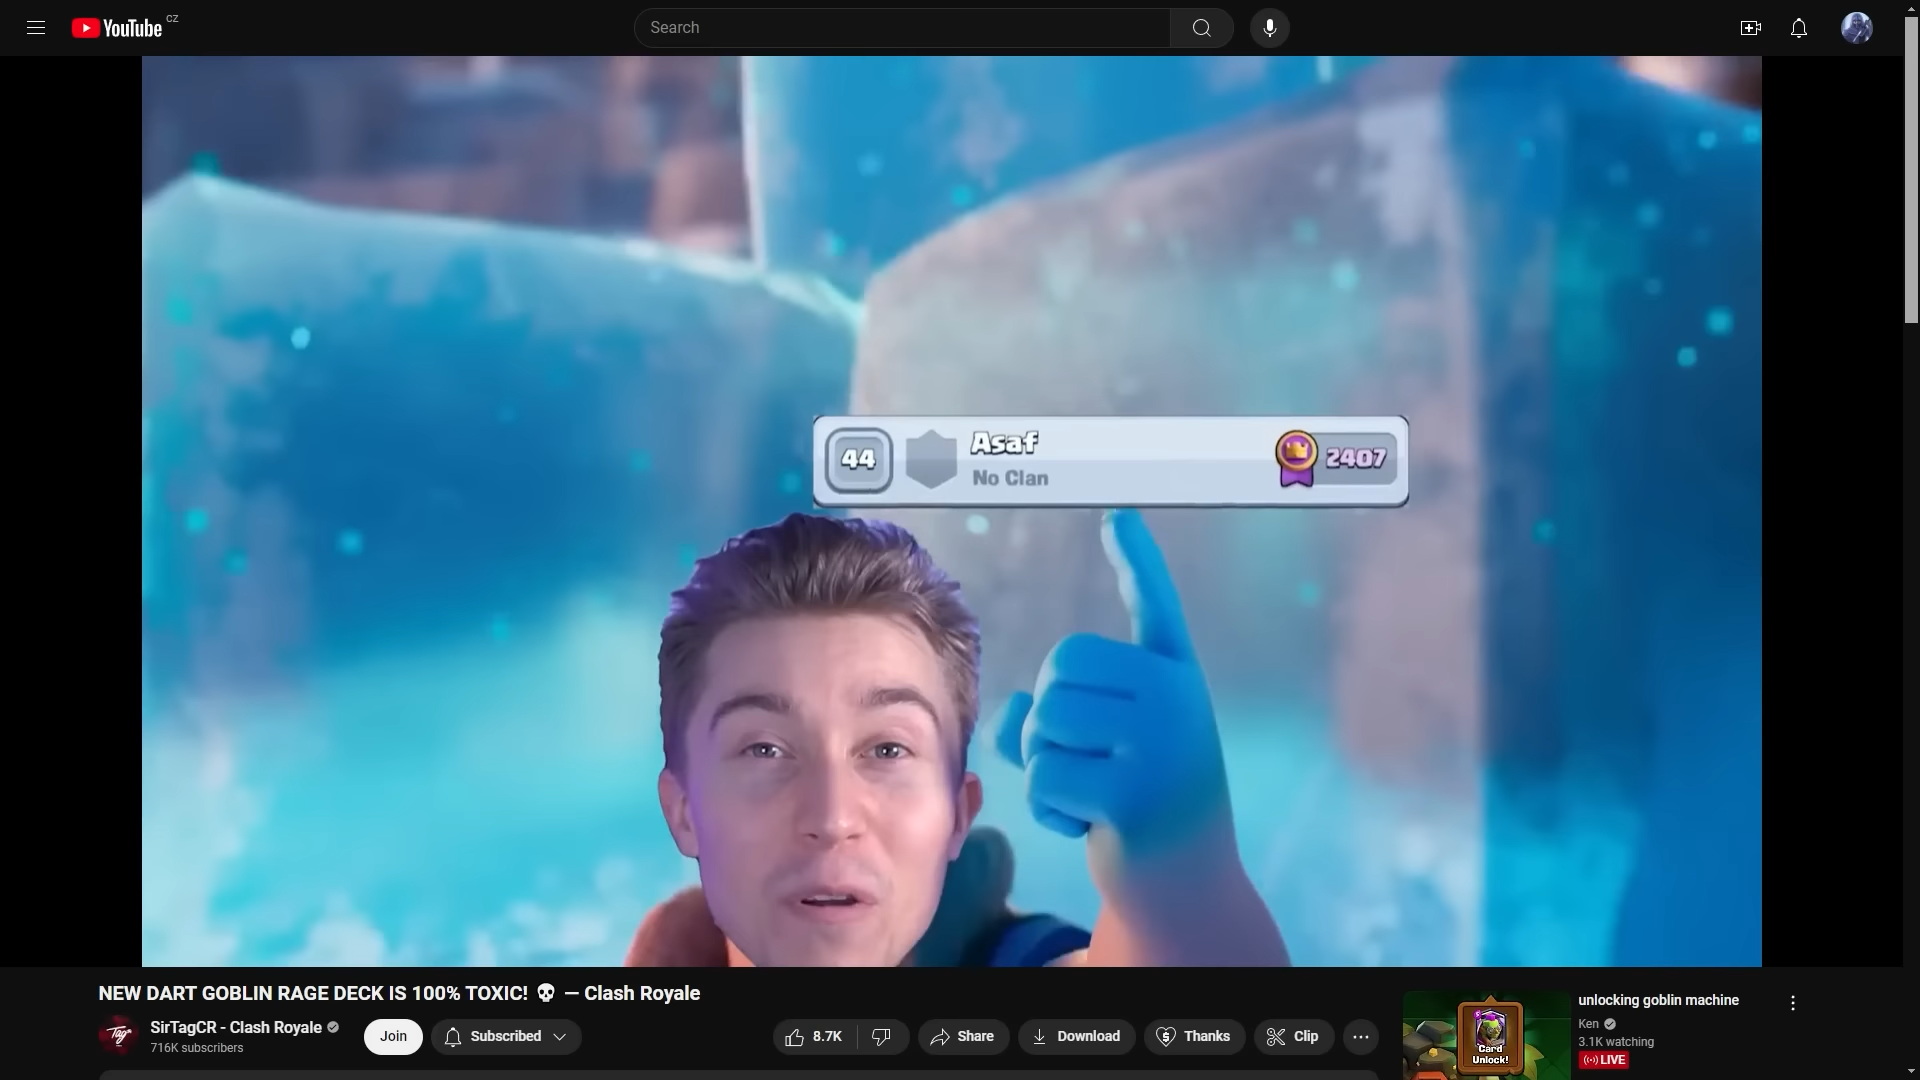 YouTube CZ
Search
44
Asaf
No Clan
2407
NEW DART GOBLIN RAGE DECK IS 100% TOXIC! 💀 — Clash Royale
Tag
SirTagCR - Clash Royale
716K subscribers
Join
Subscribed
8.7K
Share
Download
Thanks
Clip
Card
Unlock!
unlocking goblin machine
Ken
3.1K watching
LIVE